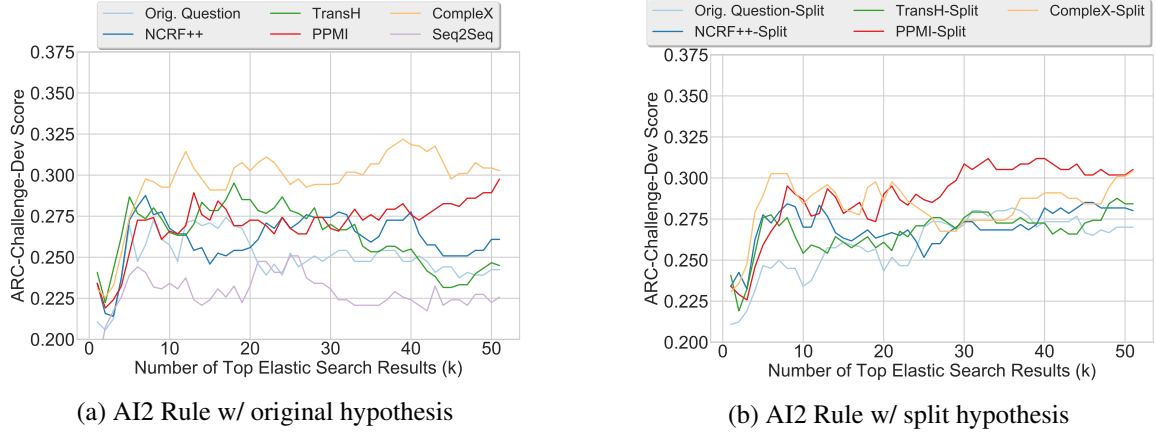 Orig. Question TransH CompleX
NCRF++ PPMI Seq2Seq
ARC-Challenge-Dev Score
0.375
0.350
0.325
0.300
0.275
0.250
0.225
0.200
0 10 20 30 40 50
Number of Top Elastic Search Results (k)
(a) AI2 Rule w/ original hypothesis
Orig. Question-Split TransH-Split CompleX-Split
NCRF++-Split PPMI-Split
ARC-Challenge-Dev Score
0.375
0.350
0.325
0.300
0.275
0.250
0.225
0.200
0 10 20 30 40 50
Number of Top Elastic Search Results (k)
(b) AI2 Rule w/ split hypothesis